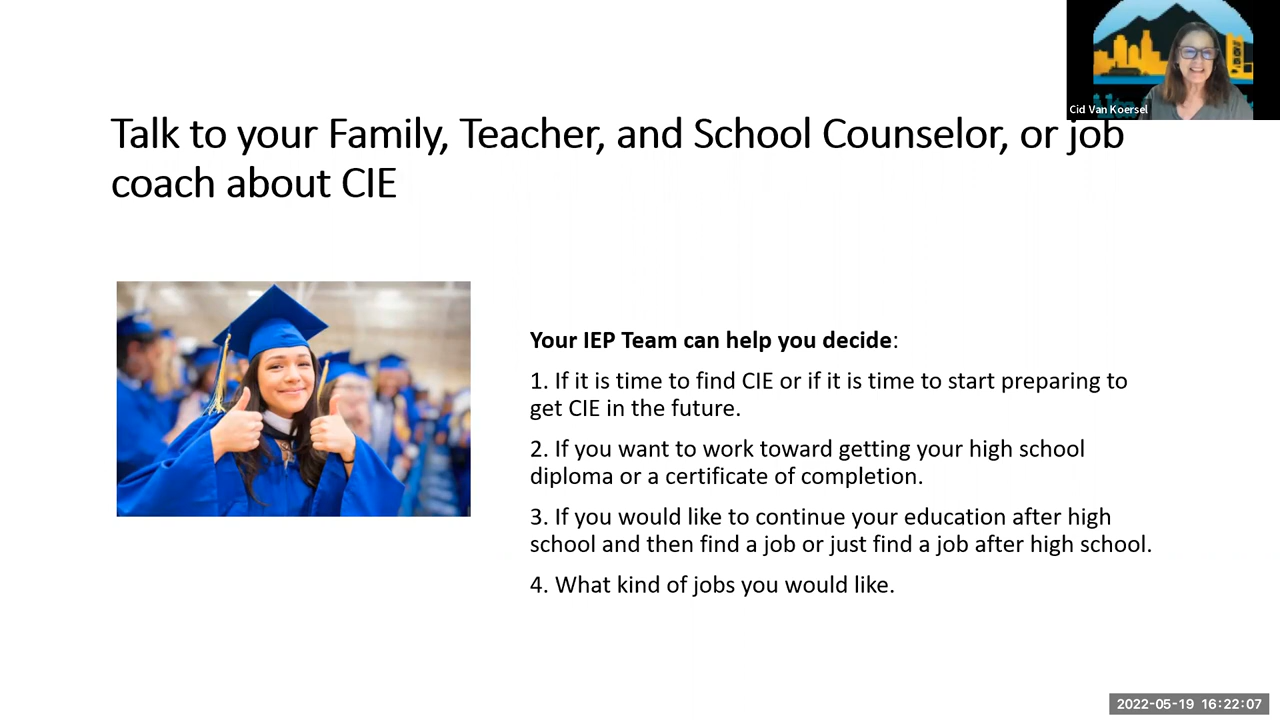 Cid Van Koersel
Talk to your Family, Teacher, and School Counselor, or job
coach about CIE
Your IEP Team can help you decide:
1. If it is time to find CIE or if it is time to start preparing to
get CIE in the future.
2. If you want to work toward getting your high school
diploma or a certificate of completion.
3. If you would like to continue your education after high
school and then find a job or just find a job after high school.
4. What kind of jobs you would like.
2022-05-19 16:22:07